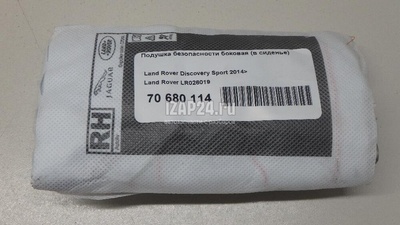 LAND ROVER
JAGUAR
RH
Подушка безопасности боковая (в сиденье)
Land Rover Discovery Sport 2014>
Land Rover LR026019
70 680 114
IZAP24.ru